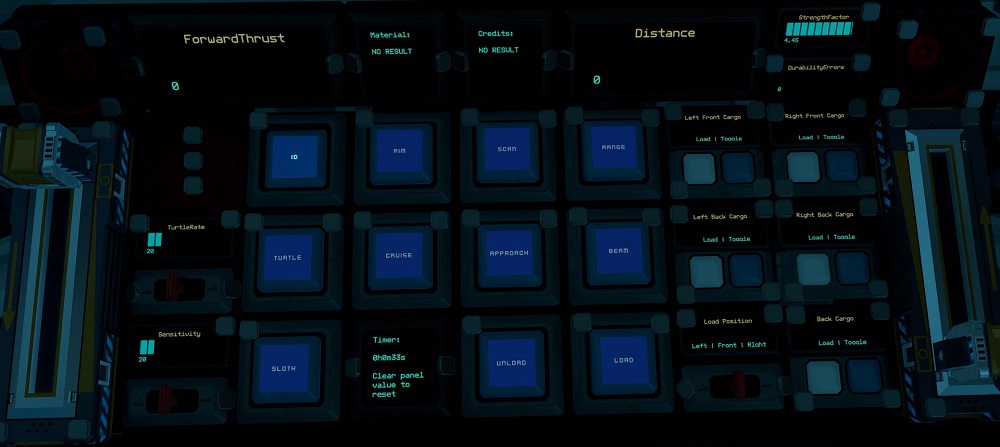 ForwardThrust
0
Material:
NO RESULT
Credits:
NO RESULT
Distance
0
StrengthFactor
4.45
DurabilityErrors
0
ID
AIM
SCAN
RANGE
Left Front Cargo
Load | Toggle
Right Front Cargo
Load | Toggle
TurtleRate
20
TURTLE
CRUISE
APPROACH
BEAM
Left Back Cargo
Load | Toggle
Right Back Cargo
Load | Toggle
Sensitivity
20
SLOTH
Timer:
0h0m33s
Clear panel
value to
reset
UNLOAD
LOAD
Load Position
Left | Front | Right
Back Cargo
Load | Toggle